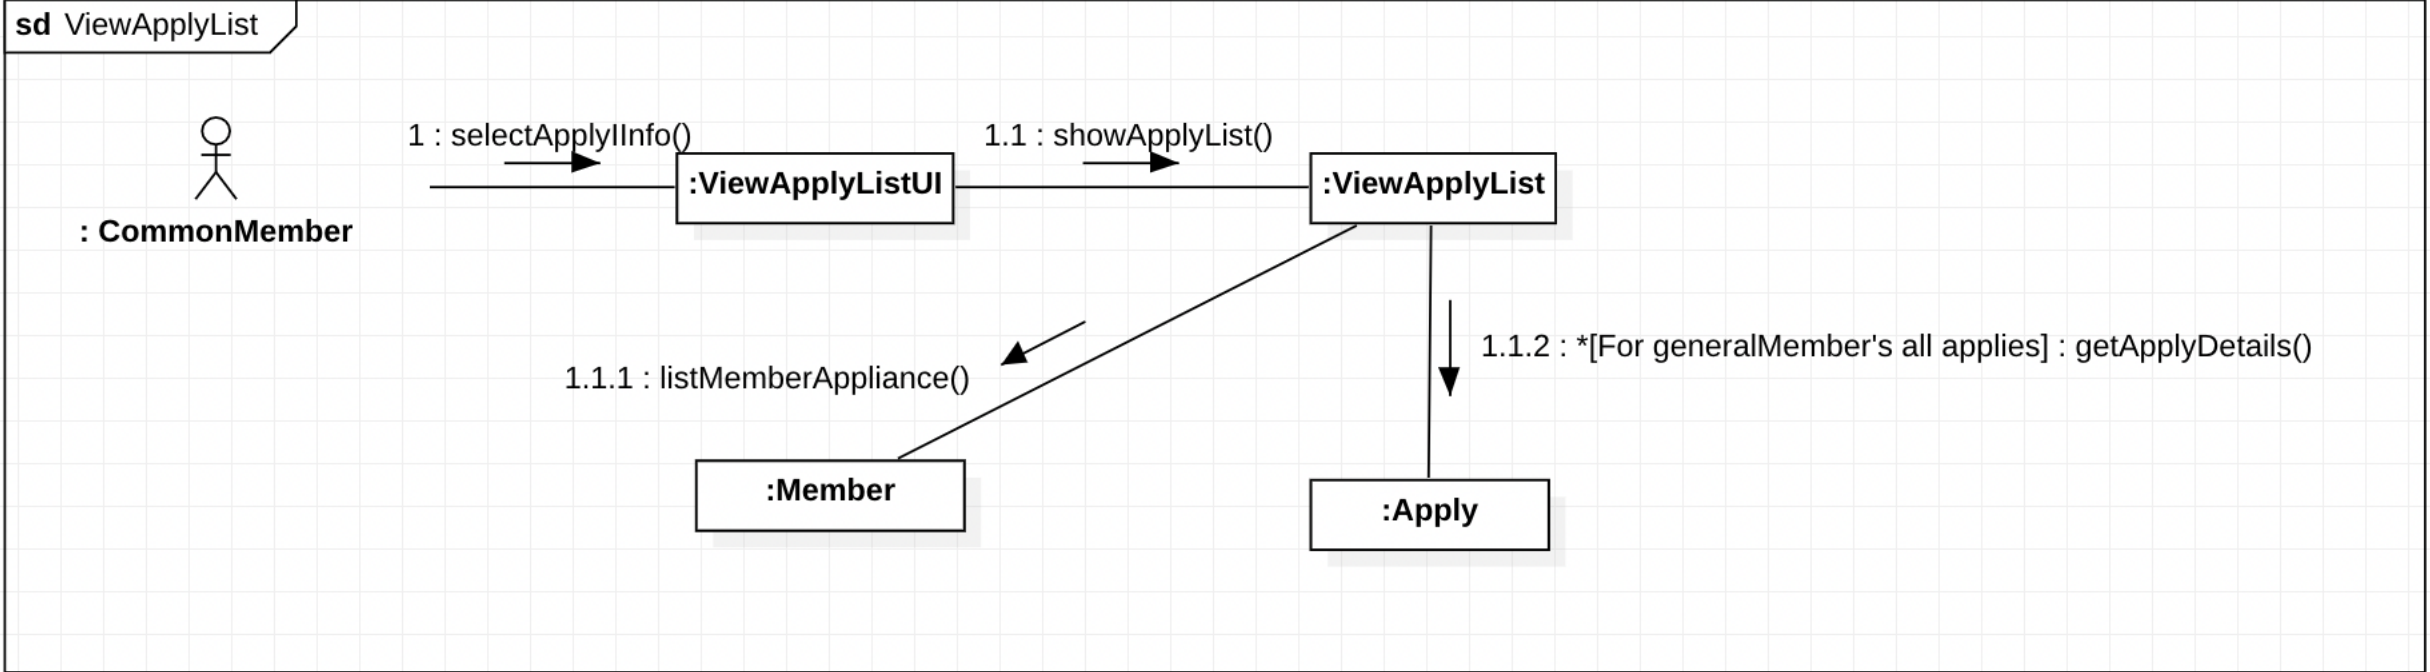 sd ViewApplyList
1 : selectApplyIInfo()
1.1 : showApplyList()
:ViewApplyListUI
:ViewApplyList
: CommonMember
1.1.2 : *[For generalMember's all applies] : getApplyDetails()
1.1.1 : listMemberAppliance()
:Member
:Apply